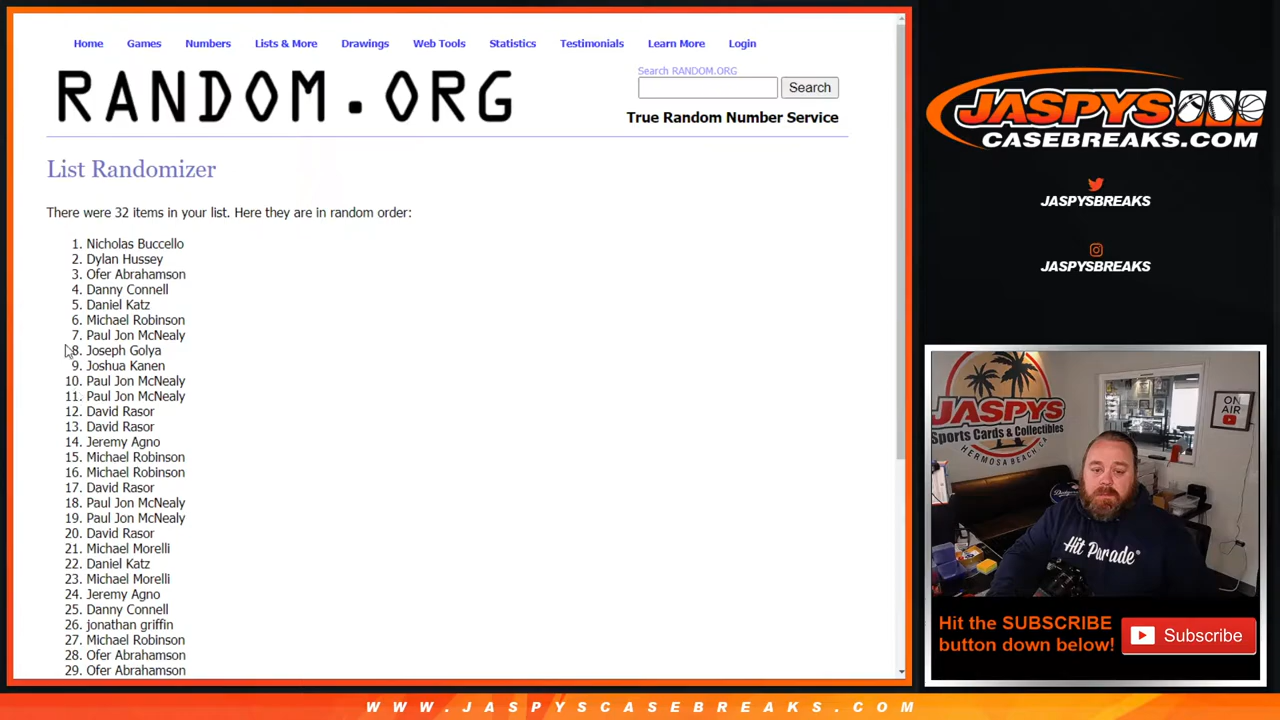 Home Games Numbers Lists & More Drawings Web Tools Statistics Testimonials Learn More Login
RANDOM.ORG
Search RANDOM.ORG
Search
True Random Number Service
List Randomizer
There were 32 items in your list. Here they are in random order:
1. Nicholas Buccello
2. Dylan Hussey
3. Ofer Abrahamson
4. Danny Connell
5. Daniel Katz
6. Michael Robinson
7. Paul Jon McNealy
8. Joseph Golya
9. Joshua Kanen
10. Paul Jon McNealy
11. Paul Jon McNealy
12. David Rasor
13. David Rasor
14. Jeremy Agno
15. Michael Robinson
16. Michael Robinson
17. David Rasor
18. Paul Jon McNealy
19. Paul Jon McNealy
20. David Rasor
21. Michael Morelli
22. Daniel Katz
23. Michael Morelli
24. Jeremy Agno
25. Danny Connell
26. jonathan griffin
27. Michael Robinson
28. Ofer Abrahamson
29. Ofer Abrahamson
JASPYS
CASEBREAKS.COM
JASPYSBREAKS
JASPYSBREAKS
JASPYS
Sports Cards & Collectibles
HERMOSA BEACH, CA
ON
AIR
Dodgers
Hit Parade
Hit the SUBSCRIBE
button down below!
Subscribe
WWW.JASPYSCASEBREAKS.COM